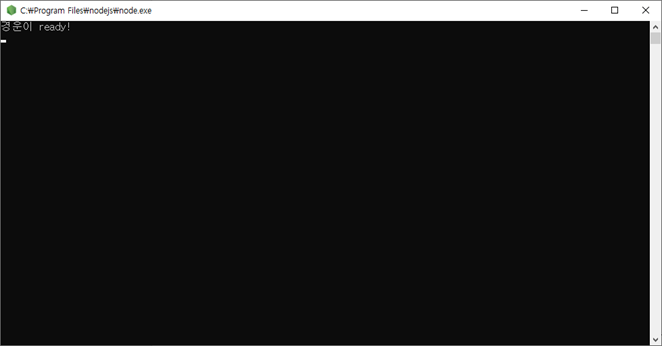 C:₩Program Files₩nodejs₩node.exe
경운이 ready!